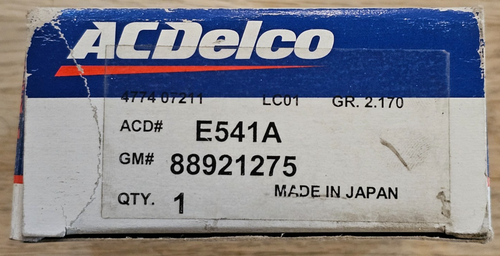 ACDelco
4774 07211 LC01 GR. 2.170
ACD# E541A
GM# 88921275
QTY. 1 MADE IN JAPAN